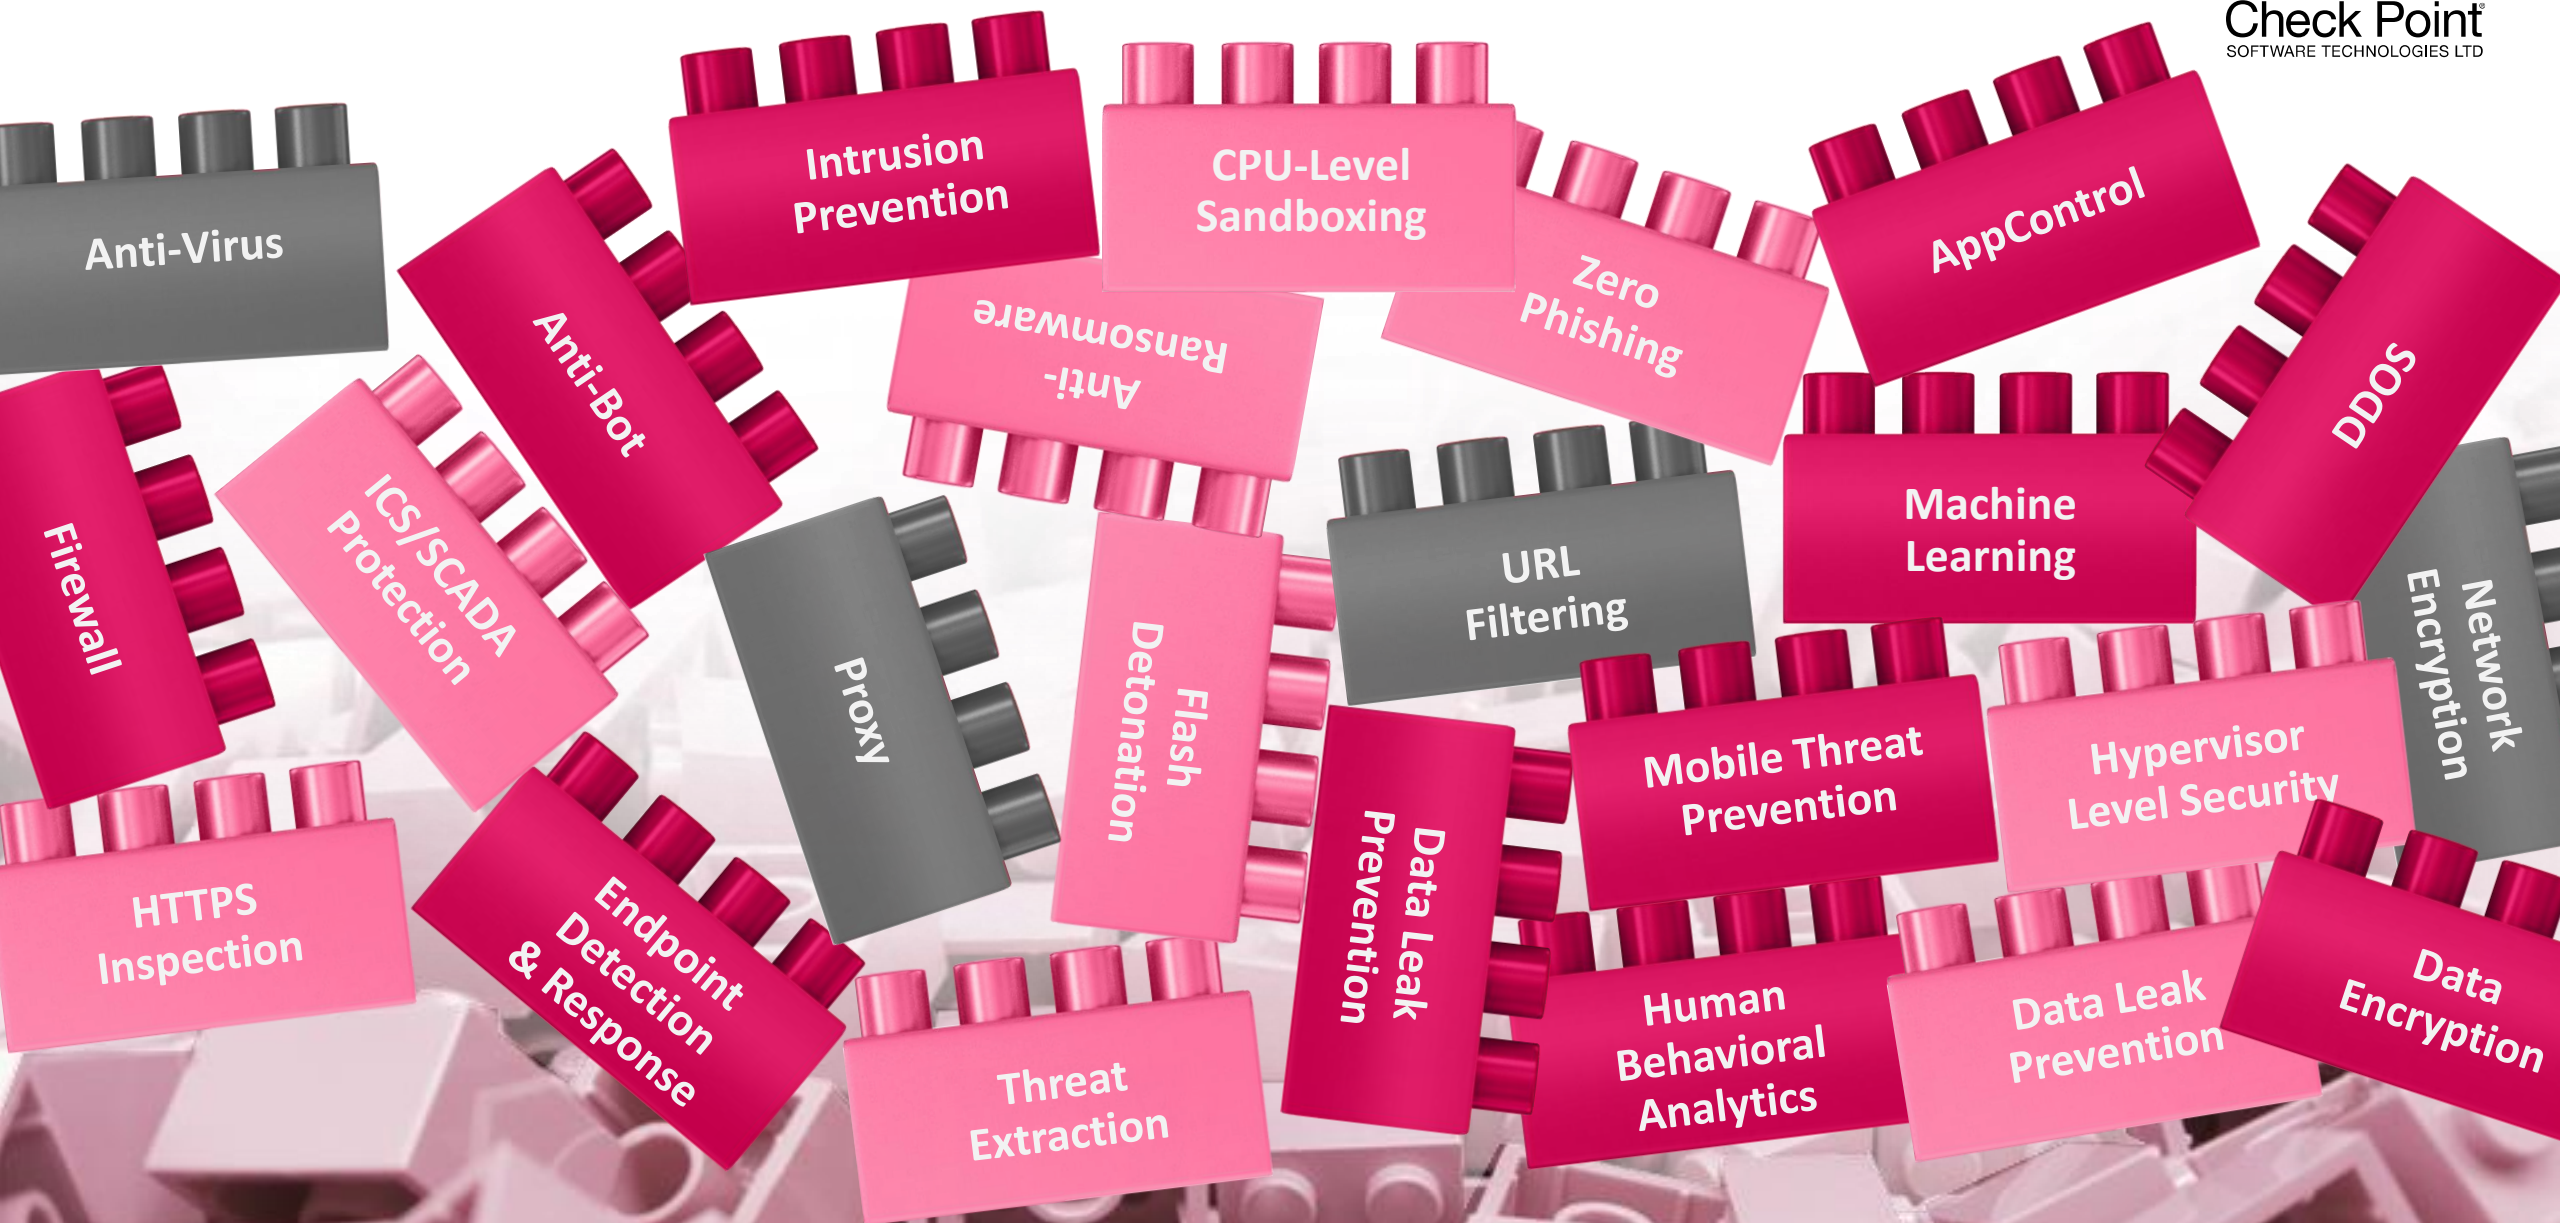 Check Point
SOFTWARE TECHNOLOGIES LTD
Intrusion
Prevention
CPU-Level
Sandboxing
AppControl
Anti-Virus
Anti-Bot
Anti-
Ransomware
Zero
Phishing
DDOS
Firewall
ICS/SCADA
Protection
Proxy
Flash
Detonation
URL
Filtering
Machine
Learning
Network
Encryption
Mobile Threat
Prevention
Hypervisor
Level Security
HTTPS
Inspection
Endpoint
Detection
& Response
Threat
Extraction
Data Leak
Prevention
Human
Behavioral
Analytics
Data Leak
Prevention
Data
Encryption